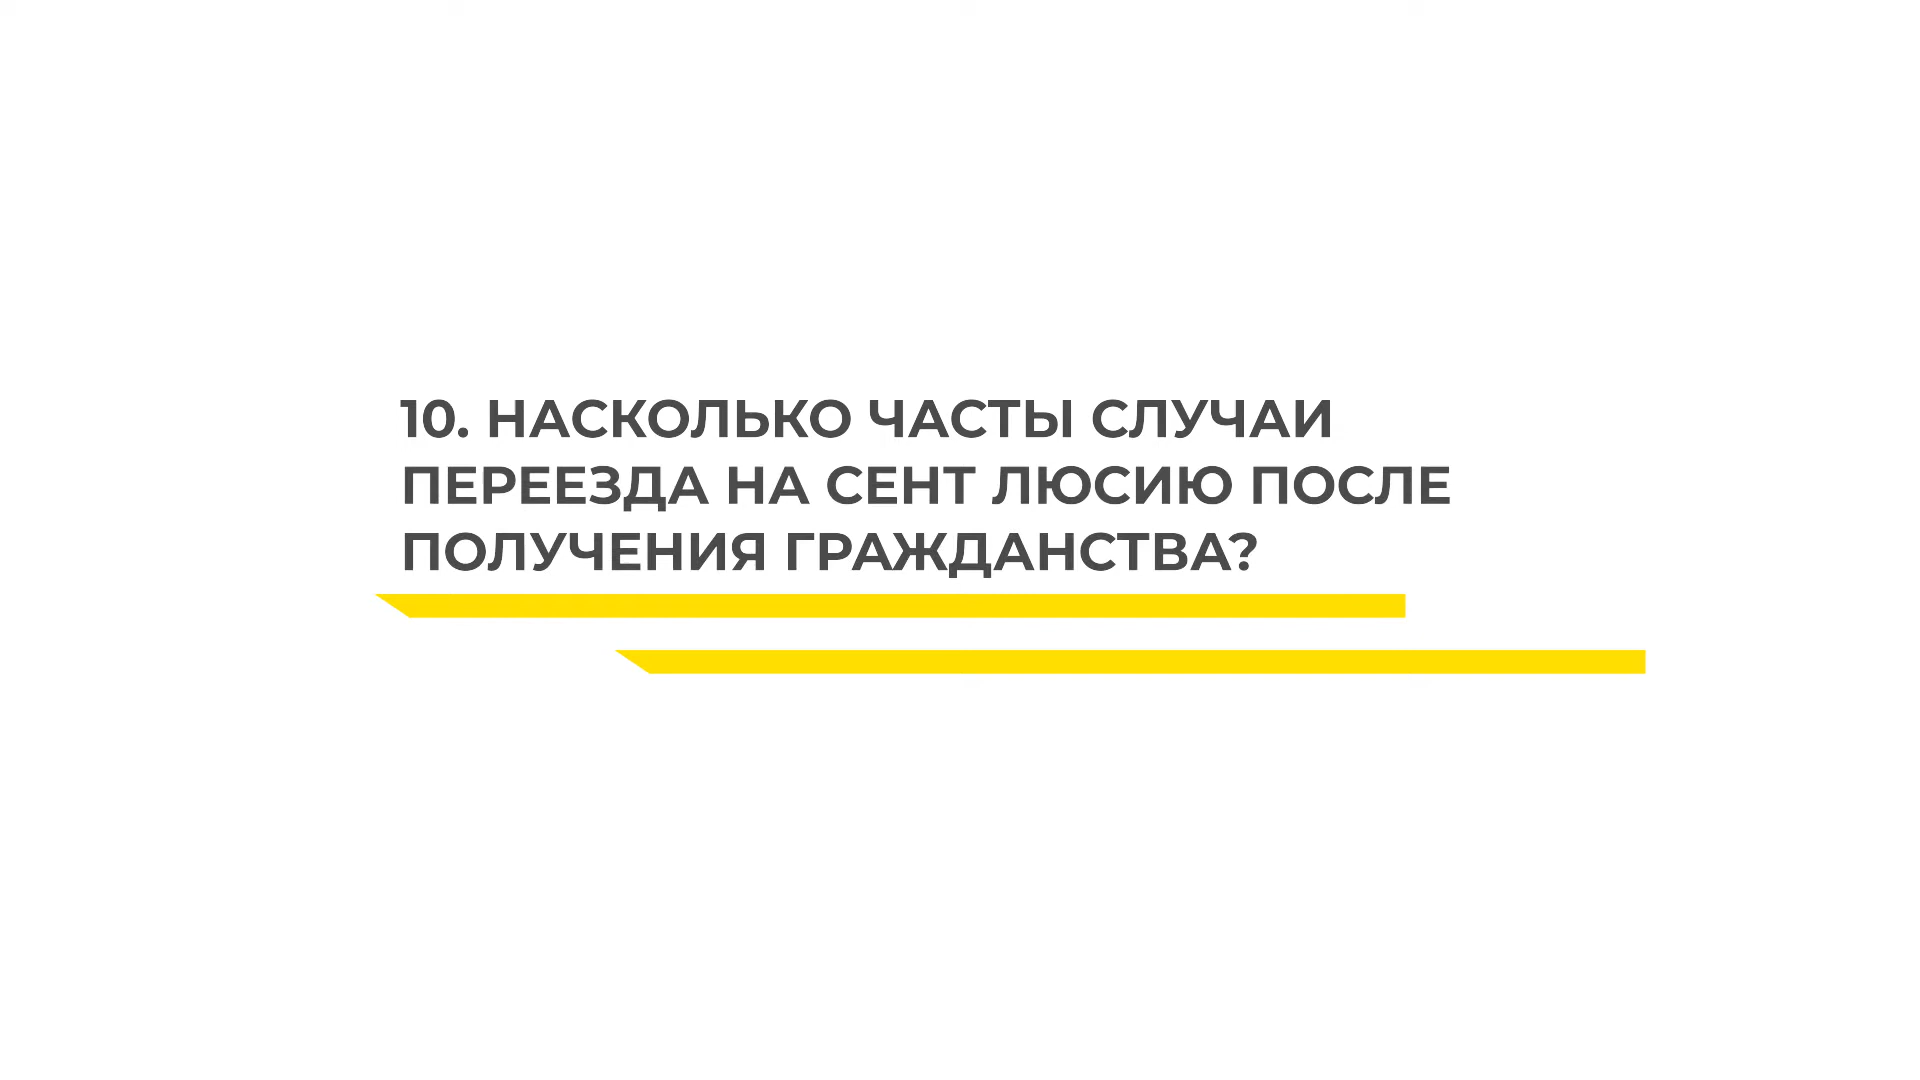 10. НАСКОЛЬКО ЧАСТЫ СЛУЧАИ
ПЕРЕЕЗДА НА СЕНТ ЛЮСИЮ ПОСЛЕ
ПОЛУЧЕНИЯ ГРАЖДАНСТВА?